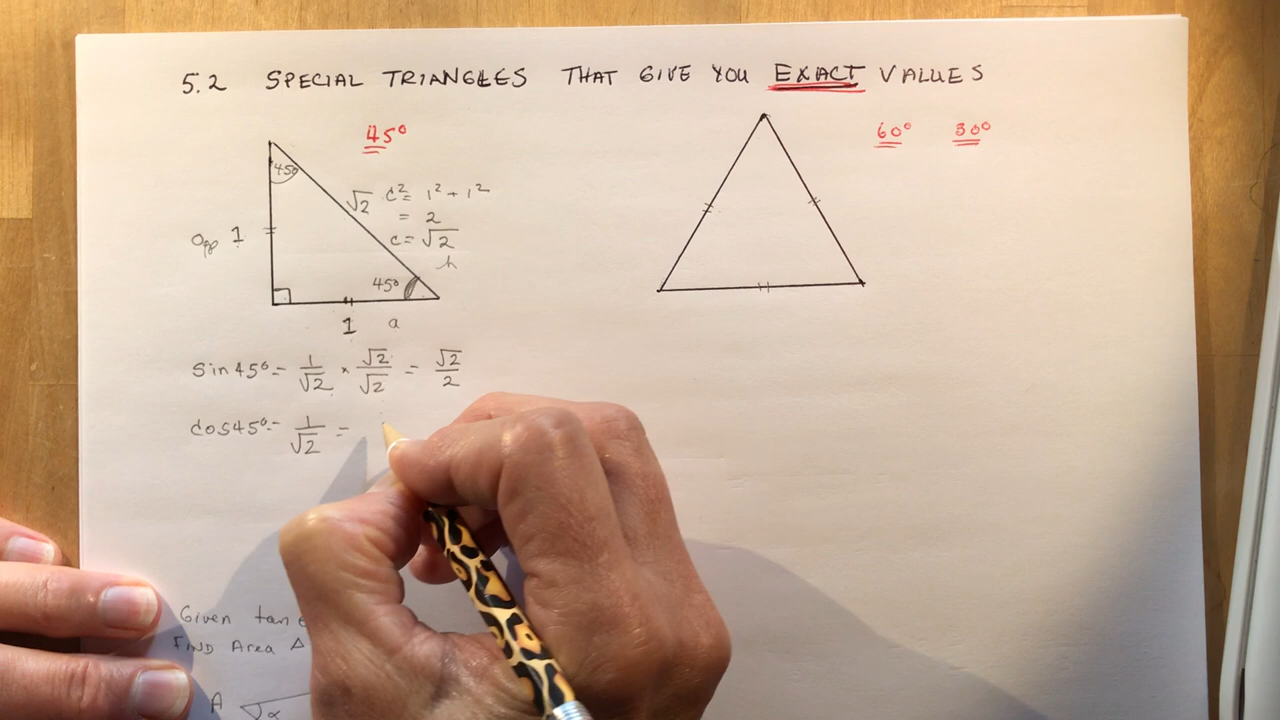 5.2 SPECIAL TRIANGLES THAT GIVE YOU EXACT VALUES
45°
60° 30°
45°
√2 c² = 1² + 1²
= 2
c = √2
h
opp 1
45°
1 a
sin 45° = 1/√2 × √2/√2 = √2/2
cos 45° = 1/√2 =
Given tan
FIND Area Δ
A